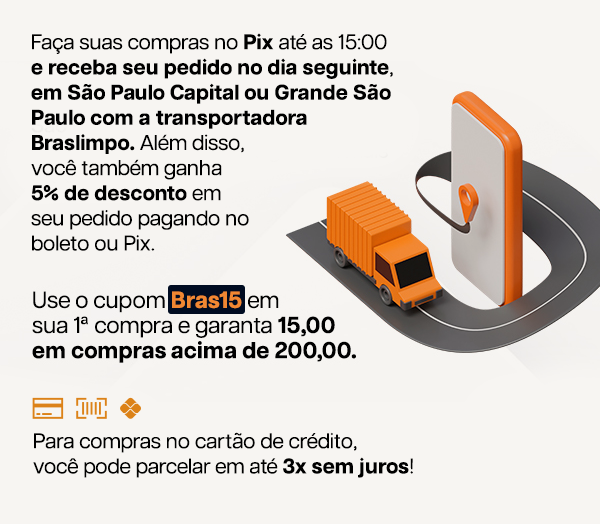 Faça suas compras no Pix até as 15:00
e receba seu pedido no dia seguinte,
em São Paulo Capital ou Grande São
Paulo com a transportadora
Braslimpo. Além disso,
você também ganha
5% de desconto em
seu pedido pagando no
boleto ou Pix.
Use o cupom Bras15 em
sua 1ª compra e garanta 15,00
em compras acima de 200,00.
Para compras no cartão de crédito,
você pode parcelar em até 3x sem juros!